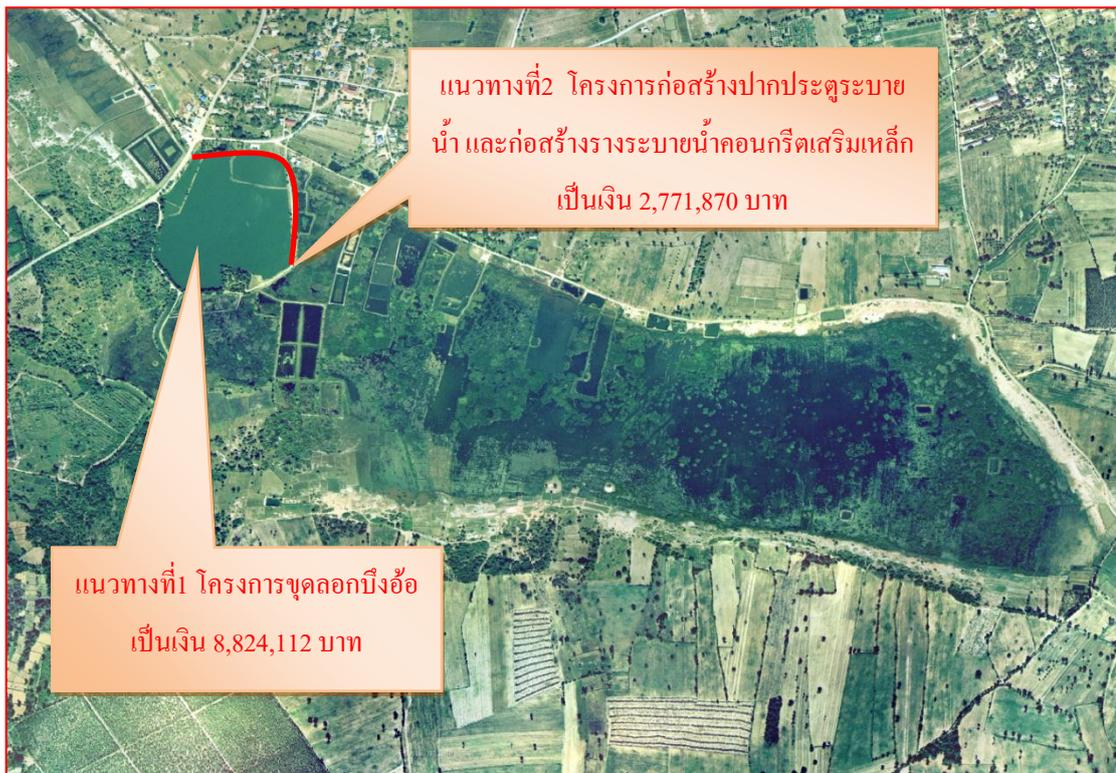 แนวทางที่2 โครงการก่อสร้างปากประตูระบาย
น้ำ และก่อสร้างรางระบายน้ำคอนกรีตเสริมเหล็ก
เป็นเงิน 2,771,870 บาท
แนวทางที่1 โครงการขุดลอกบึงอ้อ
เป็นเงิน 8,824,112 บาท